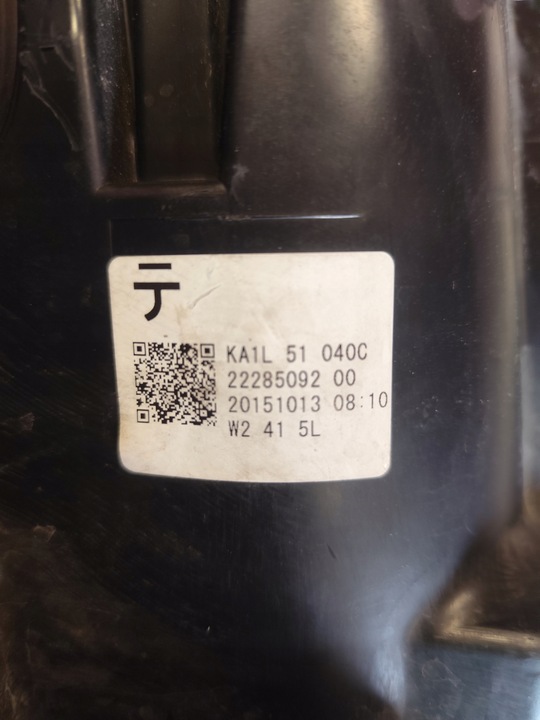 テ
KA1L 51 040C
22285092 00
20151013 08:10
W2 41 5L